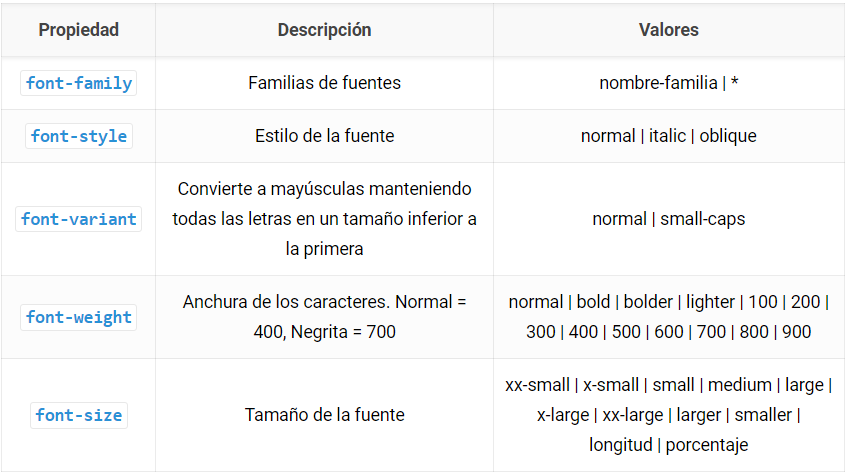 Propiedad Descripción Valores
font-family Familias de fuentes nombre-familia | *
font-style Estilo de la fuente normal | italic | oblique
Convierte a mayúsculas manteniendo
todas las letras en un tamaño inferior a
la primera
font-variant normal | small-caps
font-weight
Anchura de los caracteres. Normal =
400, Negrita = 700
normal | bold | bolder | lighter | 100 | 200 |
300 | 400 | 500 | 600 | 700 | 800 | 900
font-size Tamaño de la fuente
xx-small | x-small | small | medium | large |
x-large | xx-large | larger | smaller |
longitud | porcentaje